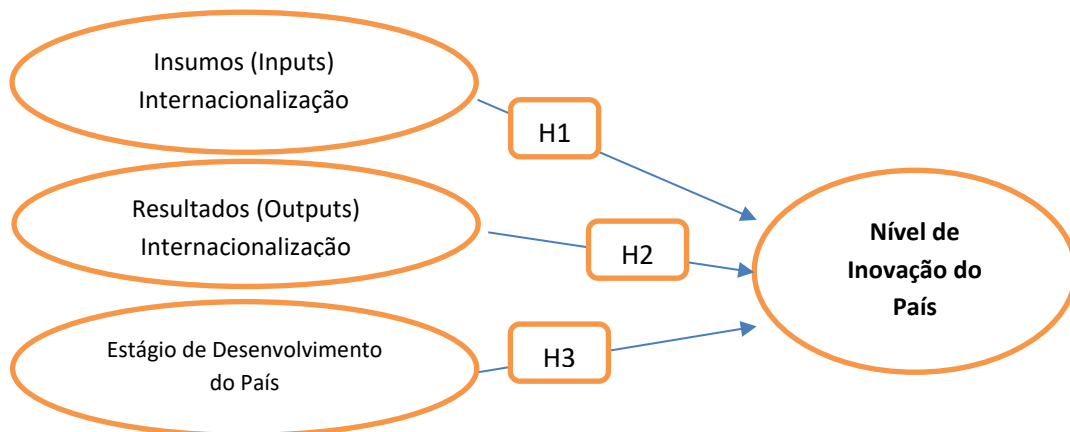 Insumos (Inputs)
Internacionalização
H1
Resultados (Outputs)
Internacionalização
H2
Nível de
Inovação do
País
Estágio de Desenvolvimento
do País
H3